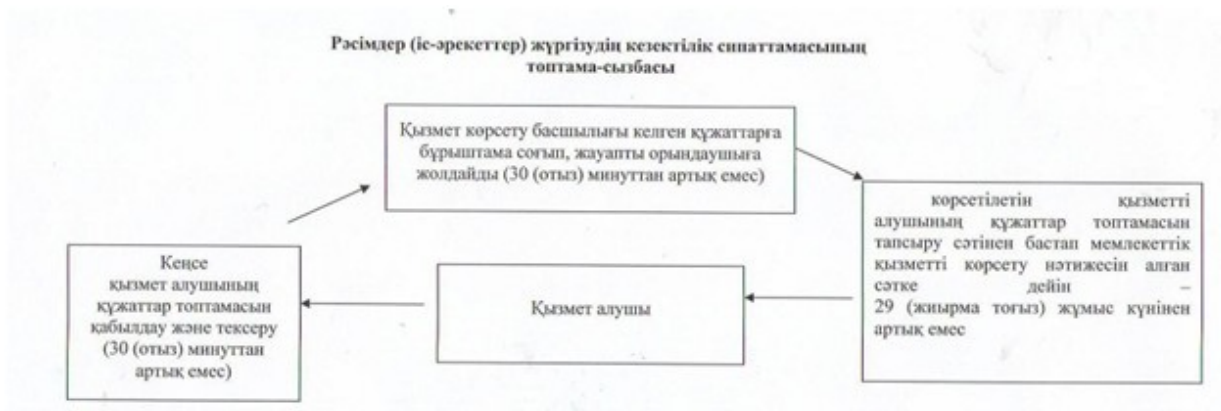 Рәсімдер (іс-әрекеттер) жүргізудің кезектілік сипаттамасының
топтама-сызбасы
Қызмет көрсету басшылығы келген құжаттарға
бұрыштама соғып, жауапты орындаушыға
жолдайды (30 (отыз) минуттан артық емес)
көрсетілетін қызметті
алушының құжаттар топтамасын
тапсыру сәтінен бастап мемлекеттік
қызметті көрсету нәтижесін алған
сәтке дейін –
29 (жиырма тоғыз) жұмыс күнінен
артық емес
Кеңсе
қызмет алушының
құжаттар топтамасын
қабылдау және тексеру
(30 (отыз) минуттан
артық емес)
Қызмет алушы